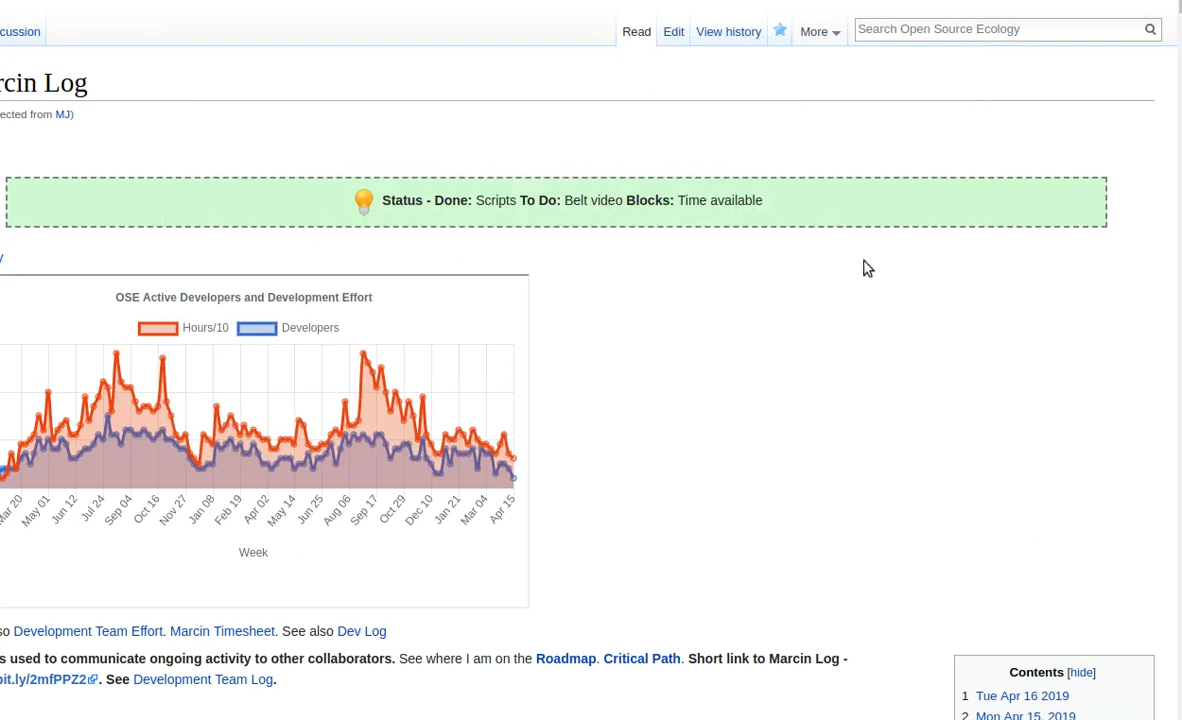 cussion
Read Edit View history More Search Open Source Ecology
rcin Log
ected from MJ)
Status - Done: Scripts To Do: Belt video Blocks: Time available
y
OSE Active Developers and Development Effort
Hours/10 Developers
Mar 20 May 01 Jun 12 Jul 24 Sep 04 Oct 16 Nov 27 Jan 08 Feb 19 Apr 02 May 14 Jun 25 Aug 06 Sep 17 Oct 29 Dec 10 Jan 21 Mar 04 Apr 15
Week
so Development Team Effort. Marcin Timesheet. See also Dev Log
s used to communicate ongoing activity to other collaborators. See where I am on the Roadmap. Critical Path. Short link to Marcin Log -
bit.ly/2mfPPZ2. See Development Team Log.
Contents [hide]
1 Tue Apr 16 2019
2 Mon Apr 15, 2019